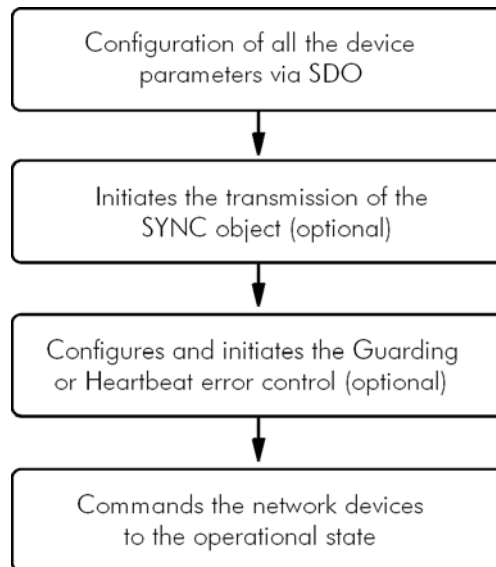 Configuration of all the device
parameters via SDO
Initiates the transmission of the
SYNC object (optional)
Configures and initiates the Guarding
or Heartbeat error control (optional)
Commands the network devices
to the operational state